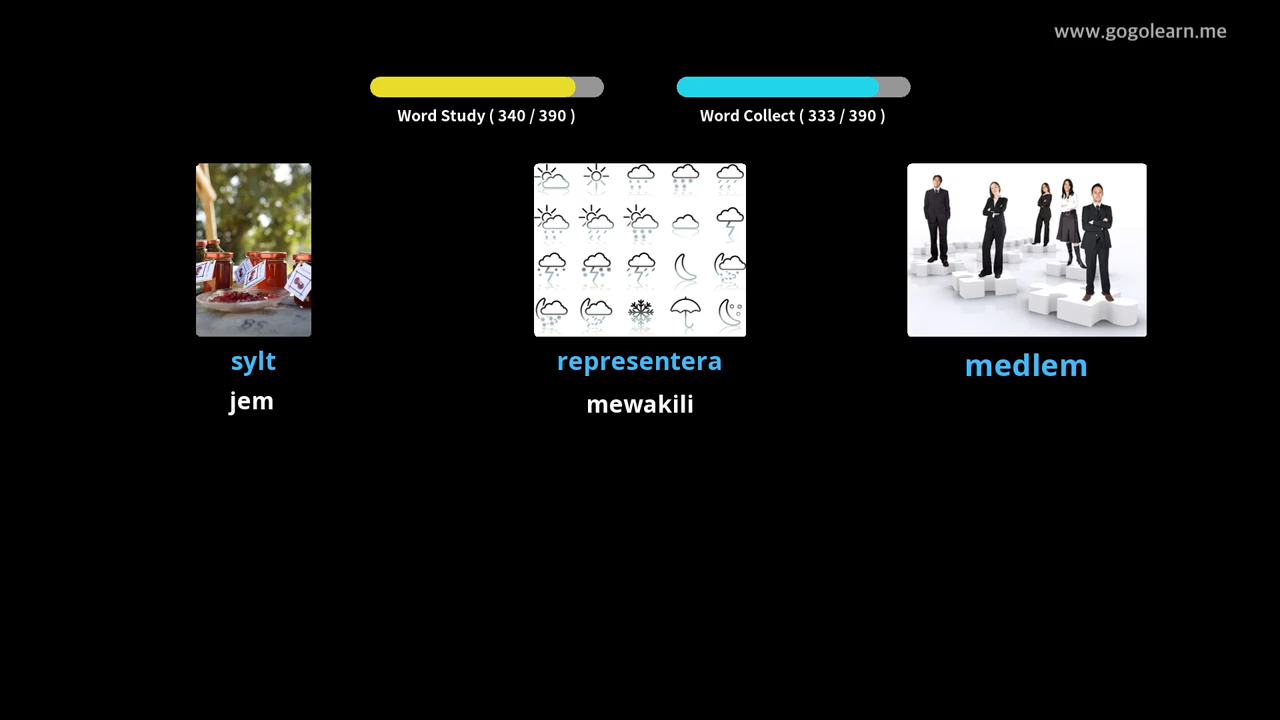 www.gogolearn.me
Word Study ( 340 / 390 )
Word Collect ( 333 / 390 )
sylt
jem
representera
mewakili
medlem